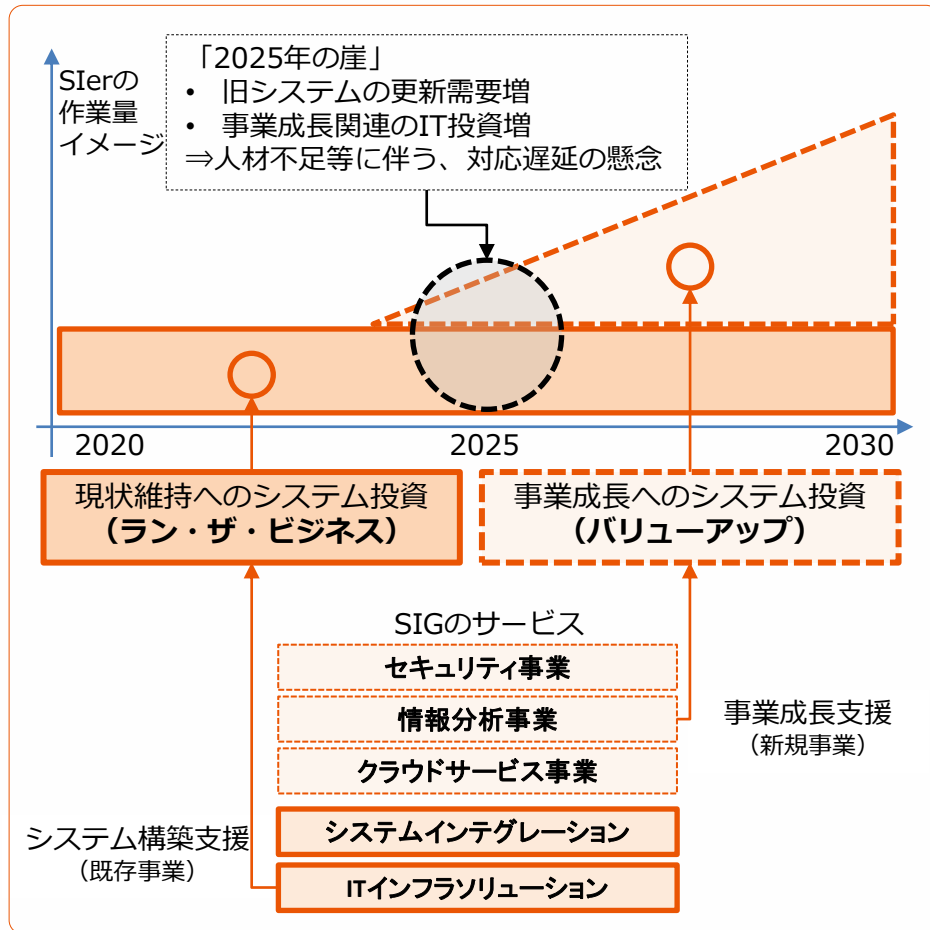 SIerの
作業量
イメージ
「2025年の崖」
• 旧システムの更新需要増
• 事業成長関連のIT投資増
⇒人材不足等に伴う、対応遅延の懸念
2020
2025
2030
現状維持へのシステム投資
（ラン・ザ・ビジネス）
事業成長へのシステム投資
（バリューアップ）
SIGのサービス
セキュリティ事業
情報分析事業
クラウドサービス事業
事業成長支援
（新規事業）
システムインテグレーション
ITインフラソリューション
システム構築支援
（既存事業）